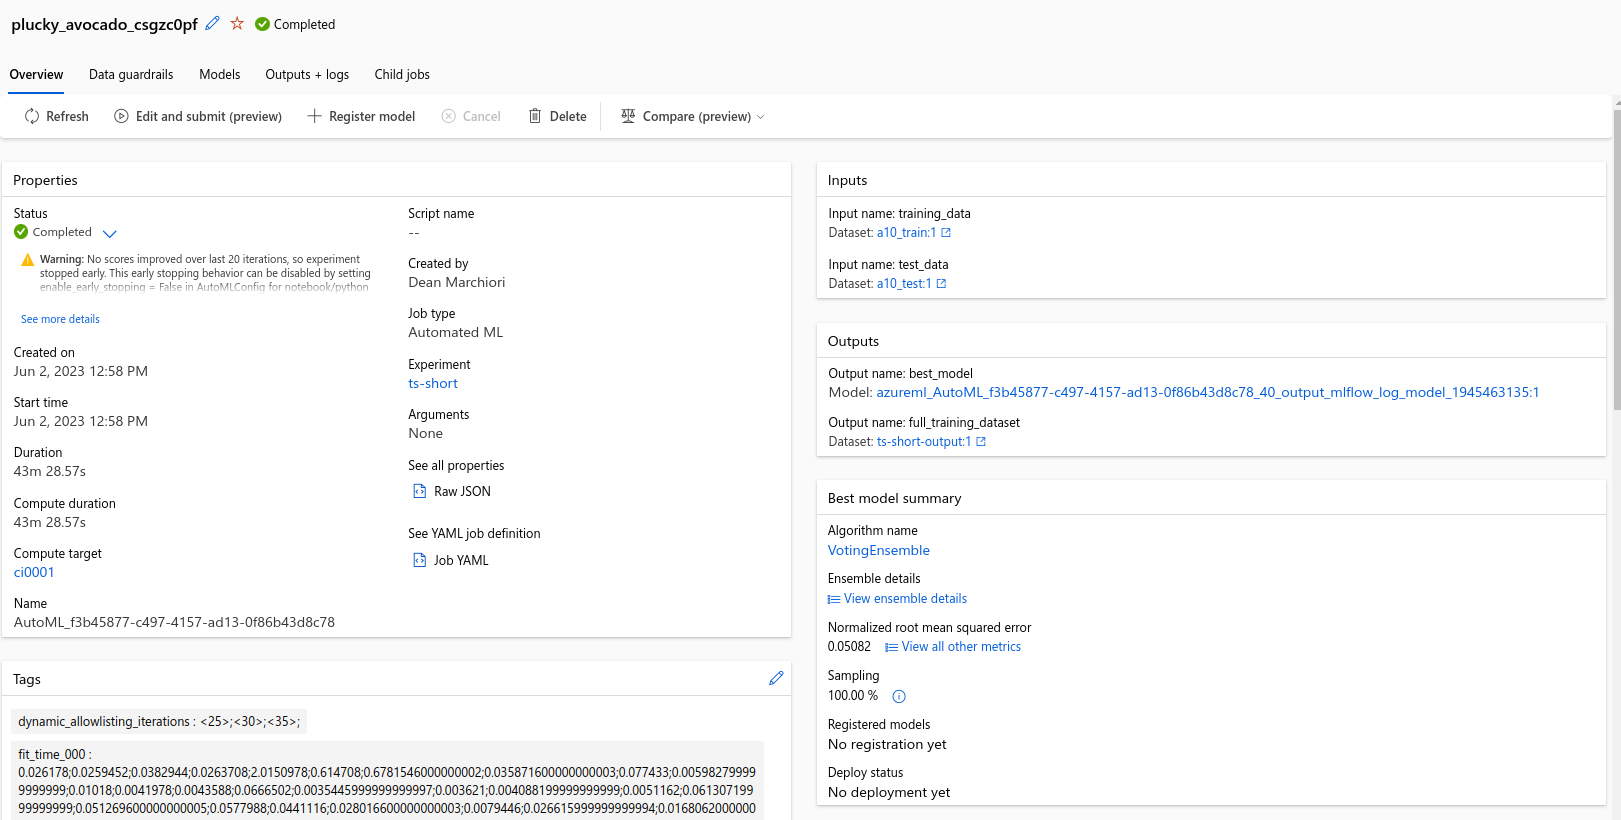 plucky_avocado_csgzc0pf Completed
Overview Data guardrails Models Outputs + logs Child jobs
Refresh Edit and submit (preview) Register model Cancel Delete Compare (preview)
Properties
Status
Completed
Warning: No scores improved over last 20 iterations, so experiment
stopped early. This early stopping behavior can be disabled by setting
enable_early_stopping = False in AutoMLConfig for notebook/python
See more details
Created on
Jun 2, 2023 12:58 PM
Start time
Jun 2, 2023 12:58 PM
Duration
43m 28.57s
Compute duration
43m 28.57s
Compute target
ci0001
Name
AutoML_f3b45877-c497-4157-ad13-0f86b43d8c78
Script name
--
Created by
Dean Marchiori
Job type
Automated ML
Experiment
ts-short
Arguments
None
See all properties
Raw JSON
See YAML job definition
Job YAML
Tags
dynamic_allowlisting_iterations : <25>;<30>;<35>;
fit_time_000 :
0.026178;0.0259452;0.0382944;0.0263708;2.0150978;0.614708;0.6781546000000002;0.035871600000000003;0.077433;0.00598279999
9999999;0.01018;0.0041978;0.0043588;0.0666502;0.0035445999999999997;0.003621;0.004088199999999999;0.0051162;0.061307199
99999999;0.051269600000000005;0.0577988;0.0441116;0.028016600000000003;0.0079446;0.026615999999999994;0.0168062000000
Inputs
Input name: training_data
Dataset: a10_train:1
Input name: test_data
Dataset: a10_test:1
Outputs
Output name: best_model
Model: azureml_AutoML_f3b45877-c497-4157-ad13-0f86b43d8c78_40_output_mlflow_log_model_1945463135:1
Output name: full_training_dataset
Dataset: ts-short-output:1
Best model summary
Algorithm name
VotingEnsemble
Ensemble details
View ensemble details
Normalized root mean squared error
0.05082 View all other metrics
Sampling
100.00 %
Registered models
No registration yet
Deploy status
No deployment yet